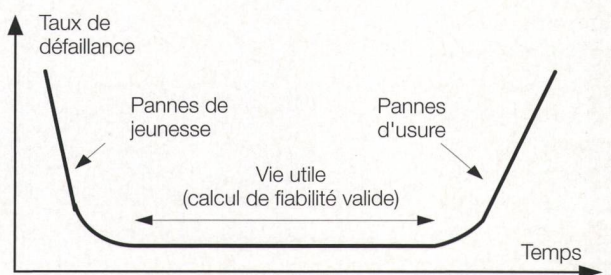 Taux de
défaillance
Pannes de
jeunesse
Pannes
d'usure
Vie utile
(calcul de fiabilité valide)
Temps